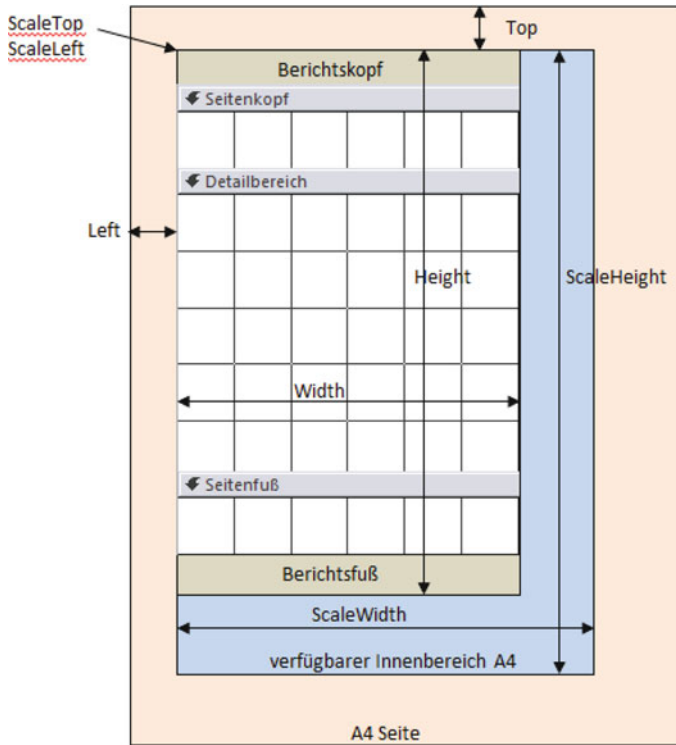 ScaleTop
ScaleLeft
Top
Berichtskopf
Seitenkopf
Detailbereich
Left
Height
ScaleHeight
Width
Seitenfuß
Berichtsfuß
ScaleWidth
verfügbarer Innenbereich A4
A4 Seite